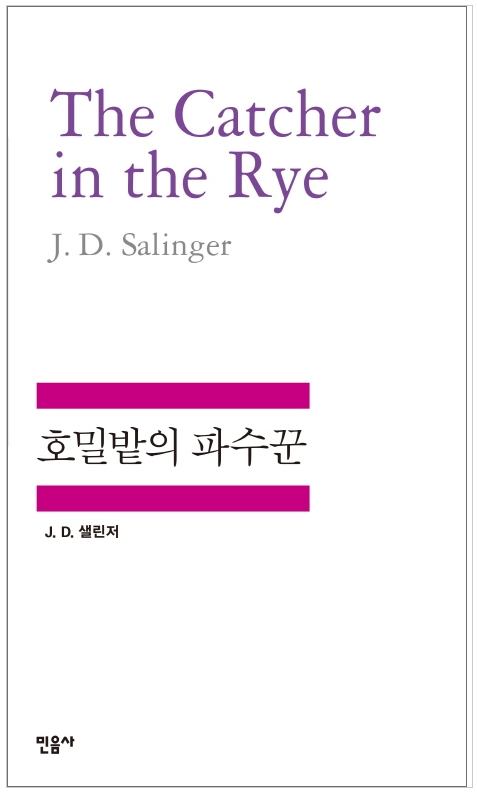 The Catcher
in the Rye
J. D. Salinger
호밀밭의 파수꾼
J. D. 샐린저
민음사